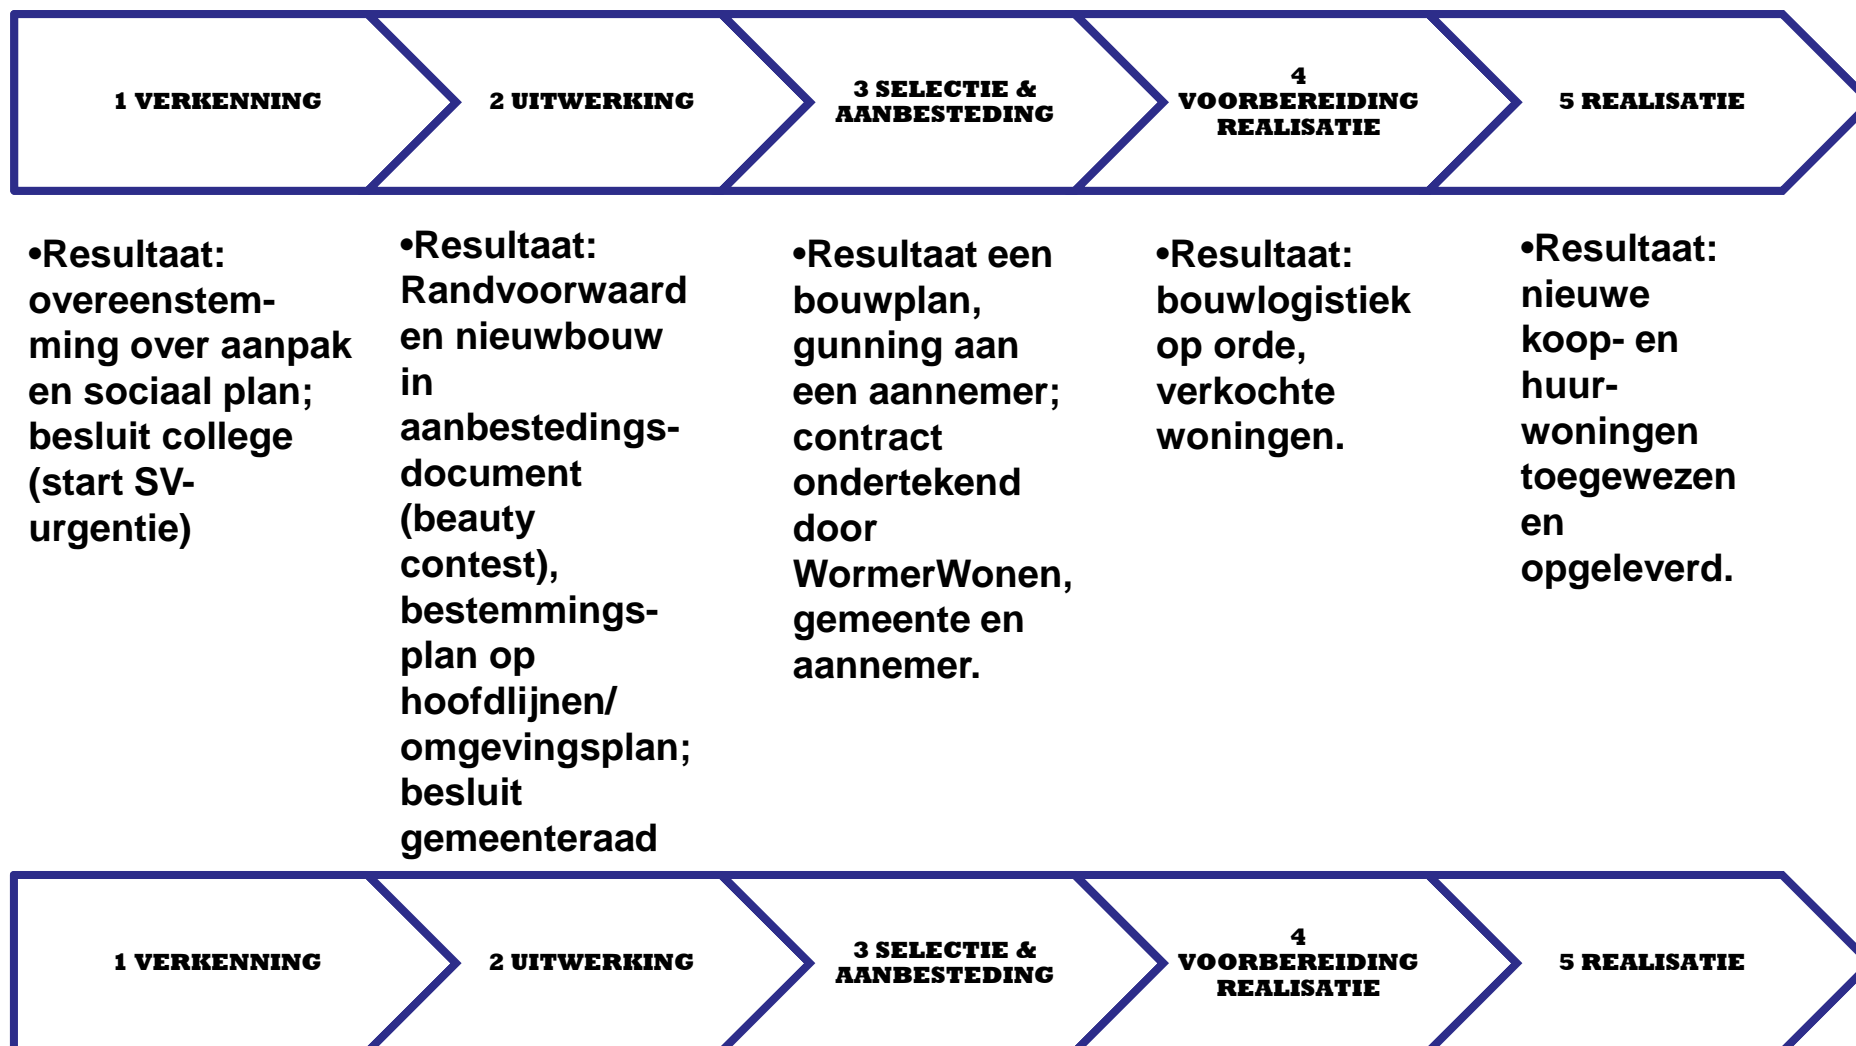 1 VERKENNING
2 UITWERKING
3 SELECTIE &
AANBESTEDING
4
VOORBEREIDING
REALISATIE
5 REALISATIE
•Resultaat:
overeenstem-
ming over aanpak
en sociaal plan;
besluit college
(start SV-
urgentie)
•Resultaat:
Randvoorwaard
en nieuwbouw
in
aanbestedings-
document
(beauty
contest),
bestemmings-
plan op
hoofdlijnen/
omgevingsplan;
besluit
gemeenteraad
•Resultaat een
bouwplan,
gunning aan
een aannemer;
contract
ondertekend
door
WormerWonen,
gemeente en
aannemer.
•Resultaat:
bouwlogistiek
op orde,
verkochte
woningen.
•Resultaat:
nieuwe
koop- en
huur-
woningen
toegewezen
en
opgeleverd.
1 VERKENNING
2 UITWERKING
3 SELECTIE &
AANBESTEDING
4
VOORBEREIDING
REALISATIE
5 REALISATIE